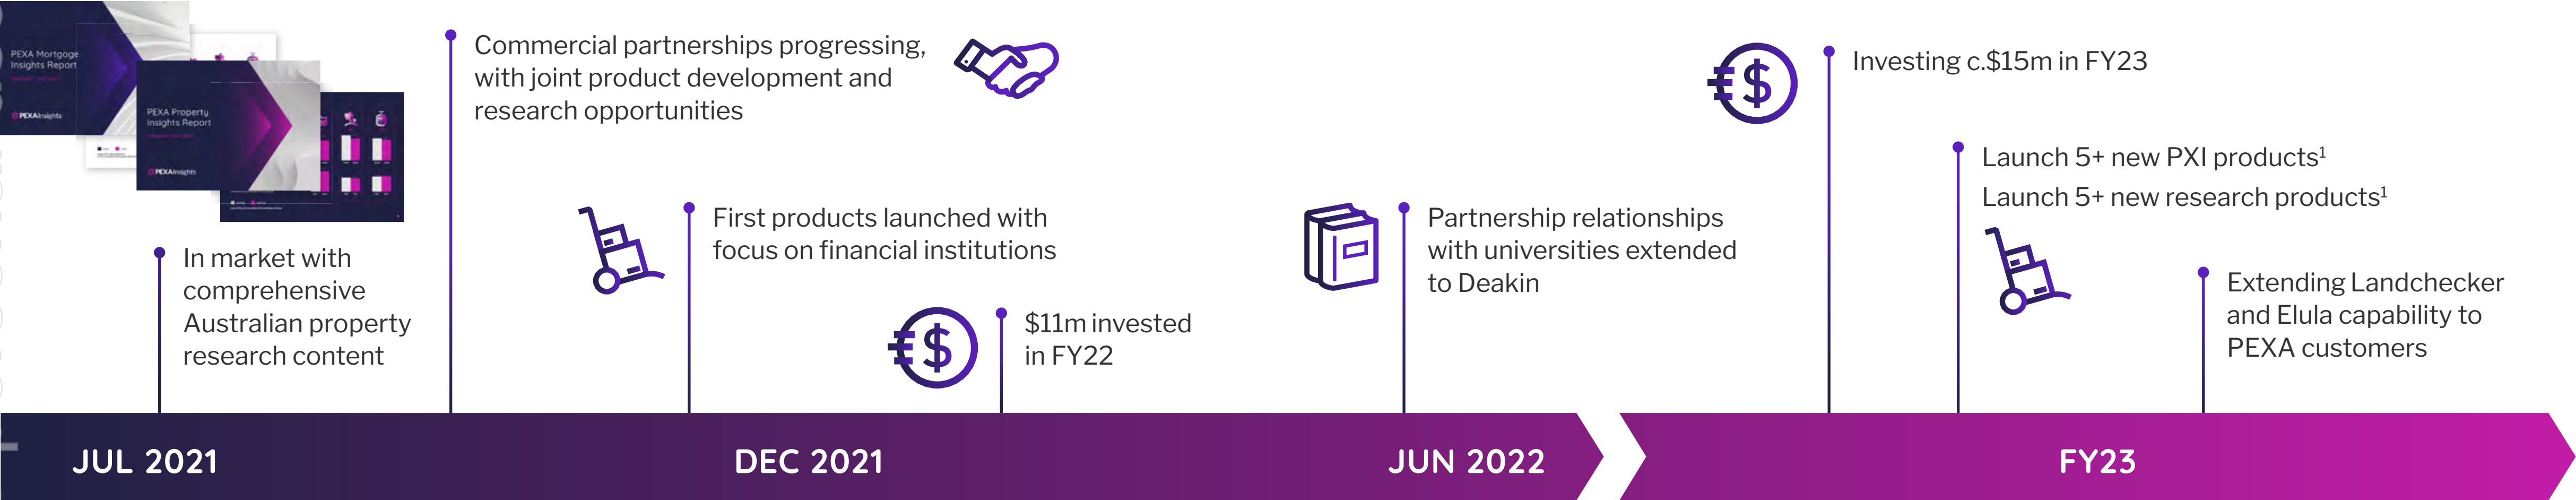 PEXA Mortgage
Insights Report
PEXAInsights
PEXA Property
Insights Report
PEXAInsights
In market with
comprehensive
Australian property
research content
Commercial partnerships progressing,
with joint product development and
research opportunities
First products launched with
focus on financial institutions
$11m invested
in FY22
Partnership relationships
with universities extended
to Deakin
Investing c.$15m in FY23
Launch 5+ new PXI products¹
Launch 5+ new research products¹
Extending Landchecker
and Elula capability to
PEXA customers
JUL 2021
DEC 2021
JUN 2022
FY23